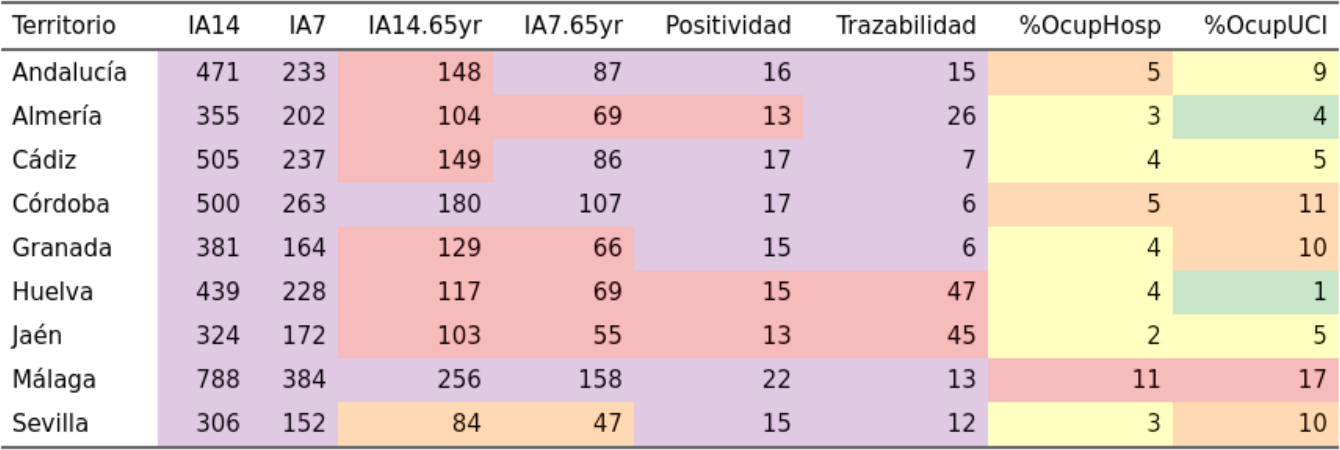 Territorio IA14 IA7 IA14.65yr IA7.65yr Positividad Trazabilidad %OcupHosp %OcupUCI
Andalucía 471 233 148 87 16 15 5 9
Almería 355 202 104 69 13 26 3 4
Cádiz 505 237 149 86 17 7 4 5
Córdoba 500 263 180 107 17 6 5 11
Granada 381 164 129 66 15 6 4 10
Huelva 439 228 117 69 15 47 4 1
Jaén 324 172 103 55 13 45 2 5
Málaga 788 384 256 158 22 13 11 17
Sevilla 306 152 84 47 15 12 3 10